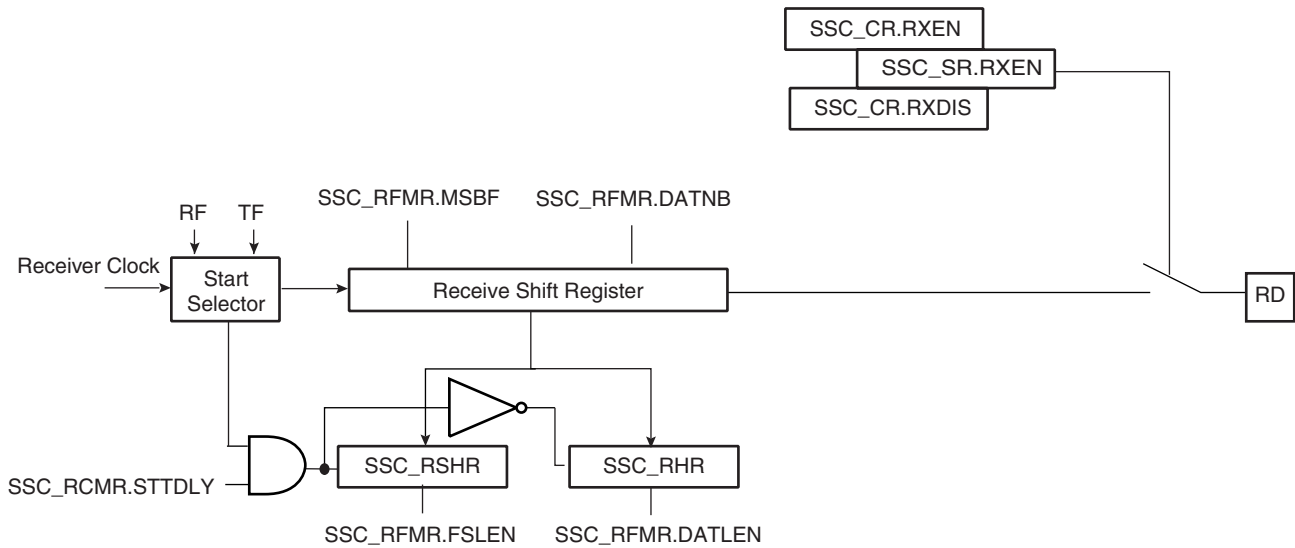 SSC_CR.RXEN
SSC_SR.RXEN
SSC_CR.RXDIS
SSC_RFMR.MSBF
SSC_RFMR.DATNB
RF
TF
Receiver Clock
Start
Selector
Receive Shift Register
RD
SSC_RSHR
SSC_RHR
SSC_RCMR.STTDLY
SSC_RFMR.FSLEN
SSC_RFMR.DATLEN